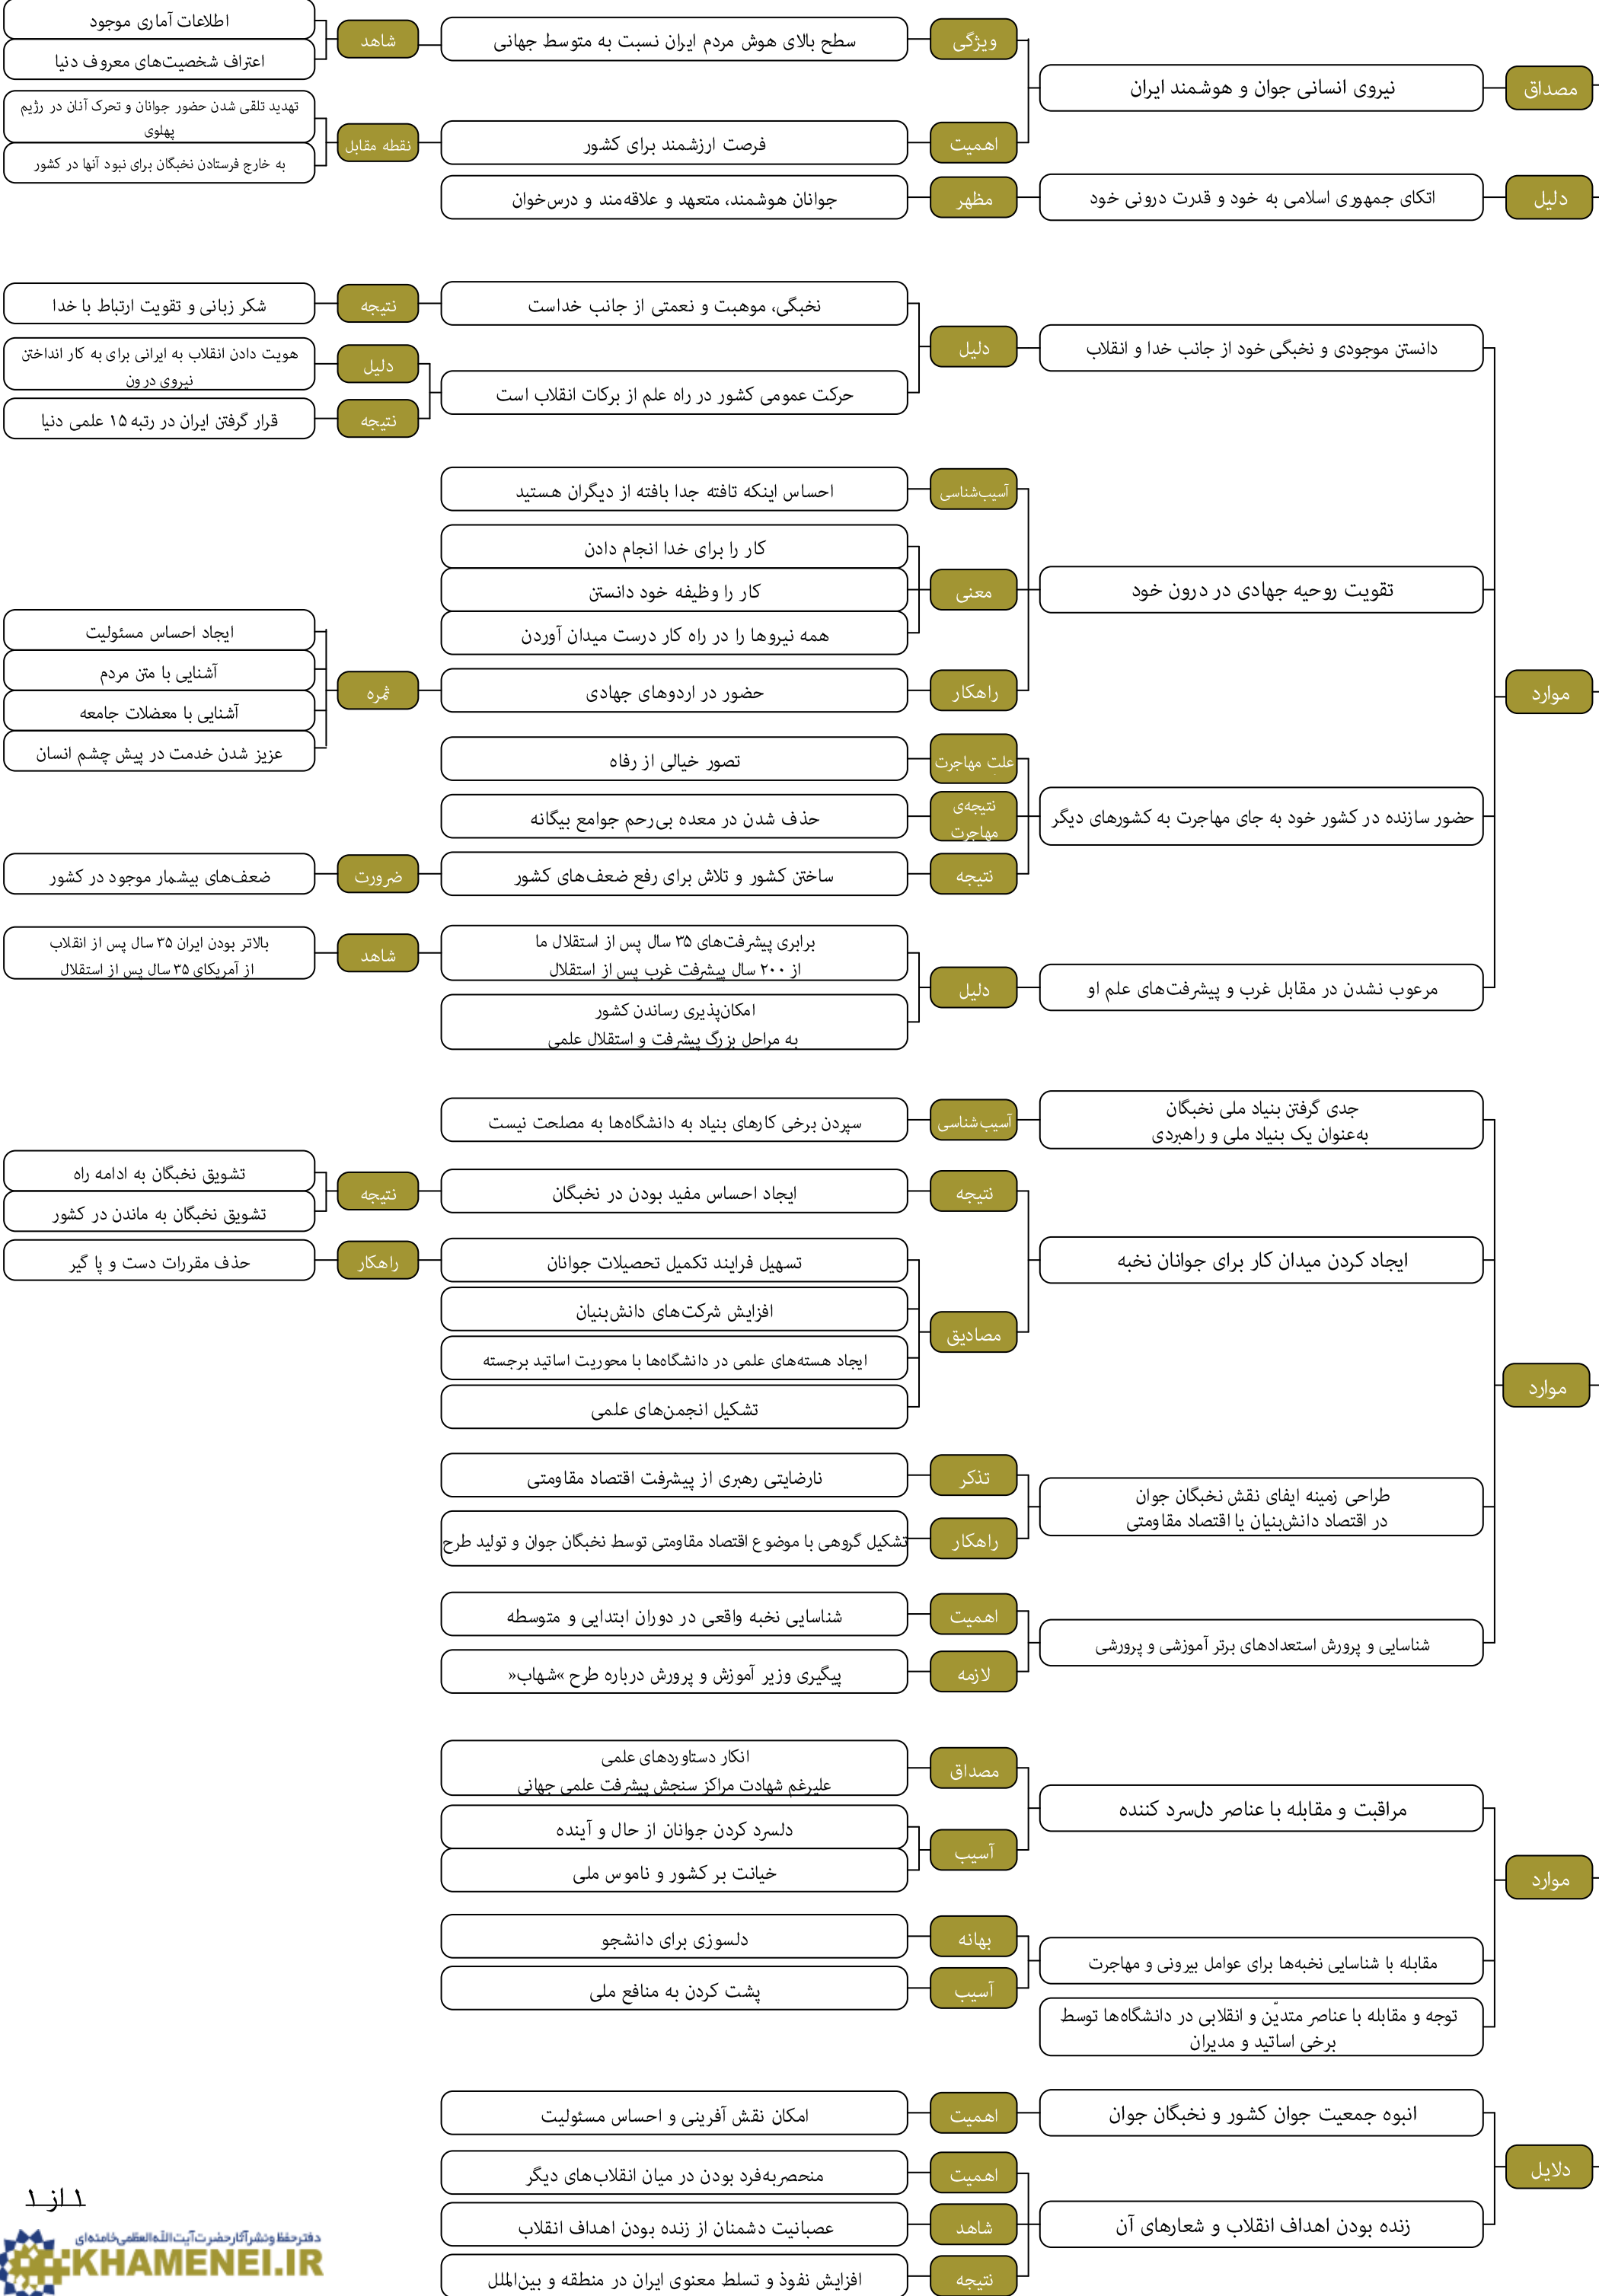 مصداق
نیروی انسانی جوان و هوشمند ایران
ویژگی
سطح بالای هوش مردم ایران نسبت به متوسط جهانی
شاهد
اطلاعات آماری موجود
اعتراف شخصیت‌های معروف دنیا
اهمیت
فرصت ارزشمند برای کشور
نقطه مقابل
تهدید تلقی شدن حضور جوانان و تحرک آنان در رژیم
پهلوی
به خارج فرستادن نخبگان برای نبود آنها در کشور
دلیل
اتکای جمهوری اسلامی به خود و قدرت درونی خود
مظهر
جوانان هوشمند، متعهد و علاقه‌مند و درس‌خوان
موارد
دانستن موجودی و نخبگی خود از جانب خدا و انقلاب
دلیل
نخبگی، موهبت و نعمتی از جانب خداست
نتیجه
شکر زبانی و تقویت ارتباط با خدا
حرکت عمومی کشور در راه علم از برکات انقلاب است
دلیل
هویت دادن انقلاب به ایرانی برای به کار انداختن
نیروی درون
نتیجه
قرار گرفتن ایران در رتبه ۱۵ علمی دنیا
تقویت روحیه جهادی در درون خود
آسیب‌شناسی
احساس اینکه تافته جدا بافته از دیگران هستید
معنی
کار را برای خدا انجام دادن
کار را وظیفه خود دانستن
همه نیروها را در راه کار درست میدان آوردن
راهکار
حضور در اردوهای جهادی
ثمره
ایجاد احساس مسئولیت
آشنایی با متن مردم
آشنایی با معضلات جامعه
عزیز شدن خدمت در پیش چشم انسان
حضور سازنده در کشور خود به جای مهاجرت به کشورهای دیگر
علت مهاجرت
تصور خیالی از رفاه
نتیجه‌ی
مهاجرت
حذف شدن در معده بی‌رحم جوامع بیگانه
نتیجه
ساختن کشور و تلاش برای رفع ضعف‌های کشور
ضرورت
ضعف‌های بیشمار موجود در کشور
مرعوب نشدن در مقابل غرب و پیشرفت‌های علم او
دلیل
برابری پیشرفت‌های ۳۵ سال پس از استقلال ما
از ۲۰۰ سال پیشرفت غرب پس از استقلال
شاهد
بالاتر بودن ایران ۳۵ سال پس از انقلاب
از آمریکای ۳۵ سال پس از استقلال
امکان‌پذیری رساندن کشور
به مراحل بزرگ پیشرفت و استقلال علمی
موارد
جدی گرفتن بنیاد ملی نخبگان
به‌عنوان یک بنیاد ملی و راهبردی
آسیب‌شناسی
سپردن برخی کارهای بنیاد به دانشگاه‌ها به مصلحت نیست
ایجاد کردن میدان کار برای جوانان نخبه
نتیجه
ایجاد احساس مفید بودن در نخبگان
نتیجه
تشویق نخبگان به ادامه راه
تشویق نخبگان به ماندن در کشور
مصادیق
تسهیل فرایند تکمیل تحصیلات جوانان
راهکار
حذف مقررات دست و پا گیر
افزایش شرکت‌های دانش‌بنیان
ایجاد هسته‌های علمی در دانشگاه‌ها با محوریت اساتید برجسته
تشکیل انجمن‌های علمی
طراحی زمینه ایفای نقش نخبگان جوان
در اقتصاد دانش‌بنیان یا اقتصاد مقاومتی
تذکر
نارضایتی رهبری از پیشرفت اقتصاد مقاومتی
راهکار
تشکیل گروهی با موضوع اقتصاد مقاومتی توسط نخبگان جوان و تولید طرح
شناسایی و پرورش استعدادهای برتر آموزشی و پرورشی
اهمیت
شناسایی نخبه واقعی در دوران ابتدایی و متوسطه
لازمه
پیگیری وزیر آموزش و پرورش درباره طرح »شهاب«
موارد
مراقبت و مقابله با عناصر دل‌سرد کننده
مصداق
انکار دستاوردهای علمی
علیرغم شهادت مراکز سنجش پیشرفت علمی جهانی
آسیب
دلسرد کردن جوانان از حال و آینده
خیانت بر کشور و ناموس ملی
مقابله با شناسایی نخبه‌ها برای عوامل بیرونی و مهاجرت
بهانه
دلسوزی برای دانشجو
آسیب
پشت کردن به منافع ملی
توجه و مقابله با عناصر متدیّن و انقلابی در دانشگاه‌ها توسط
برخی اساتید و مدیران
دلایل
انبوه جمعیت جوان کشور و نخبگان جوان
اهمیت
امکان نقش آفرینی و احساس مسئولیت
زنده بودن اهداف انقلاب و شعارهای آن
اهمیت
منحصربه‌فرد بودن در میان انقلاب‌های دیگر
شاهد
عصبانیت دشمنان از زنده بودن اهداف انقلاب
نتیجه
افزایش نفوذ و تسلط معنوی ایران در منطقه و بین‌الملل
۱ از ۱
دفتر حفظ و نشر آثار حضرت آیت‌الله‌العظمی خامنه‌ای
KHAMENEI.IR